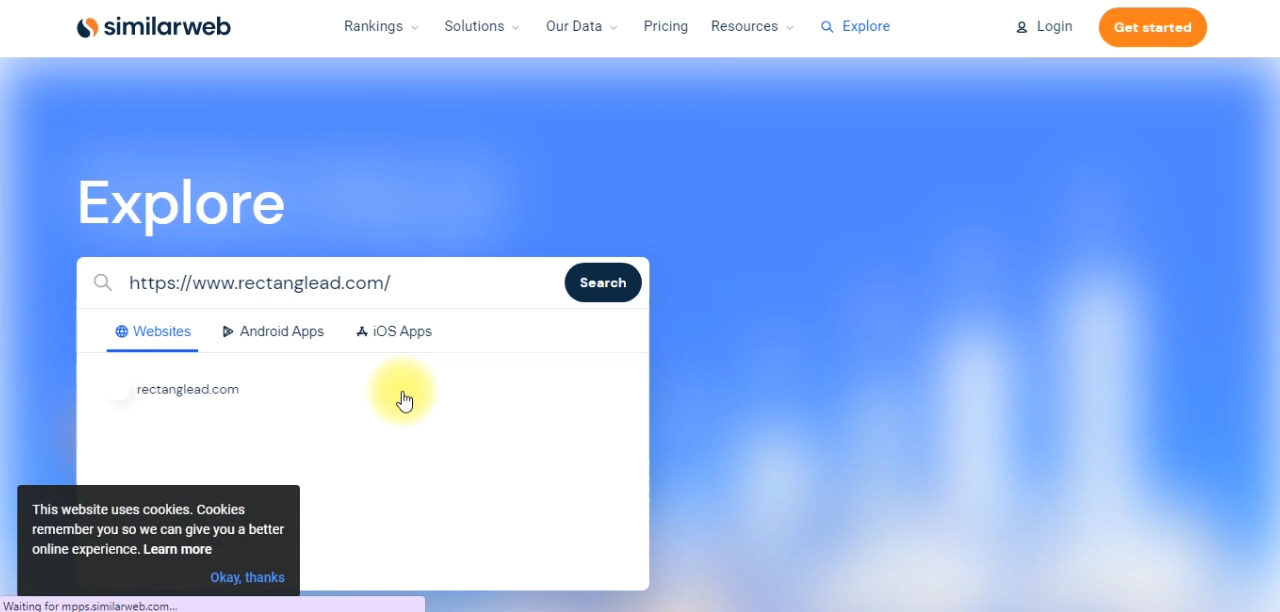 similarweb
Rankings
Solutions
Our Data
Pricing
Resources
Explore
Login
Get started
Explore
https://www.rectanglead.com/
Search
Websites
Android Apps
iOS Apps
rectanglead.com
This website uses cookies. Cookies
remember you so we can give you a better
online experience. Learn more
Okay, thanks
Waiting for mpps.similarweb.com...